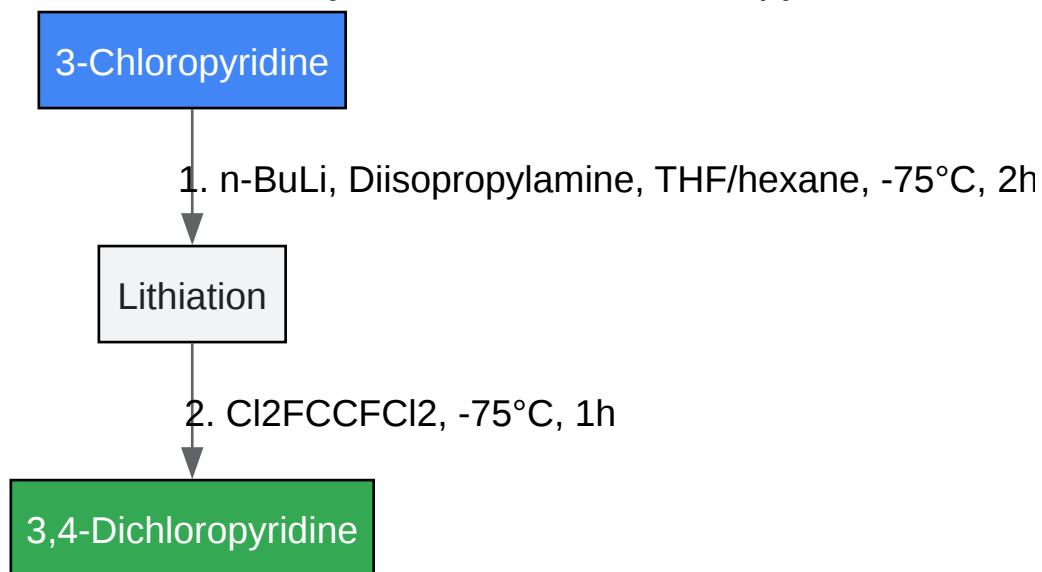 3-Chloropyridine
1. n-BuLi, Diisopropylamine, THF/hexane, -75°C, 2h
Lithiation
2. Cl2FCCFCl2, -75°C, 1h
3,4-Dichloropyridine